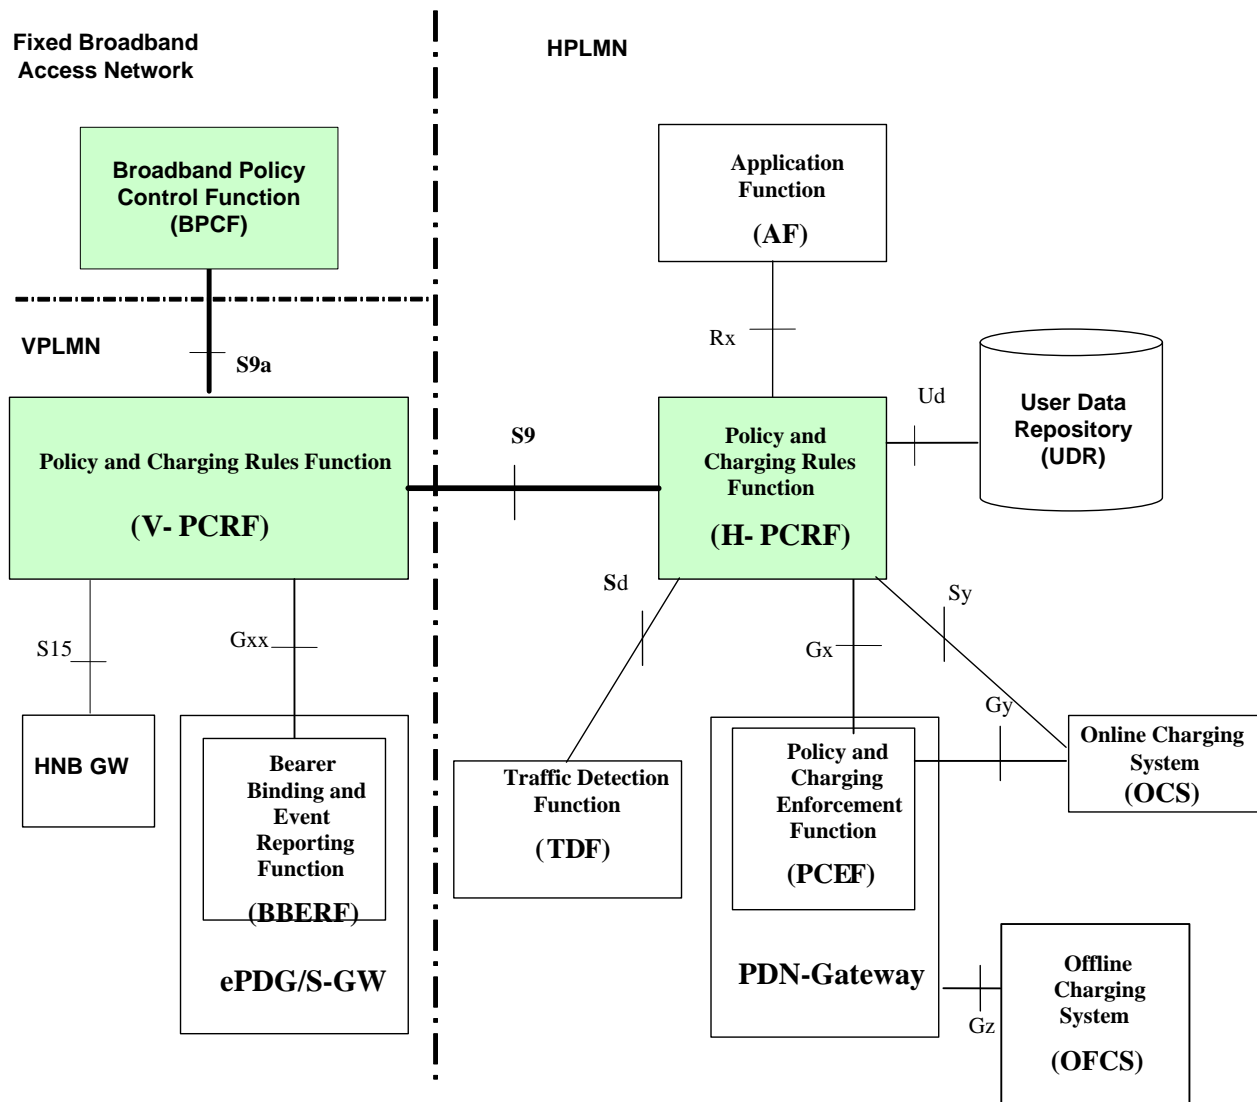 Fixed Broadband
Access Network
HPLMN
Broadband Policy
Control Function
(BPCF)
Application
Function
(AF)
VPLMN
S9a
Rx
Ud
User Data
Repository
(UDR)
Policy and Charging Rules Function
(V- PCRF)
S9
Policy and
Charging Rules
Function
(H- PCRF)
S15
Gxx
Sd
Gx
Sy
Gy
HNB GW
Bearer
Binding and
Event
Reporting
Function
(BBERF)
ePDG/S-GW
Traffic Detection
Function
(TDF)
Policy and
Charging
Enforcement
Function
(PCEF)
PDN-Gateway
Online Charging
System
(OCS)
Gz
Offline
Charging
System
(OFCS)